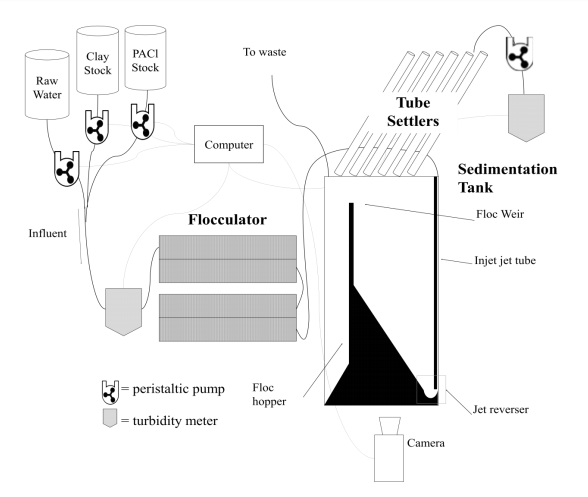 Raw
Water
Clay
Stock
PACl
Stock
To waste
Computer
Tube
Settlers
Sedimentation
Tank
Influent
Flocculator
Floc Weir
Injet jet tube
Floc
hopper
Jet reverser
Camera
= peristaltic pump
= turbidity meter